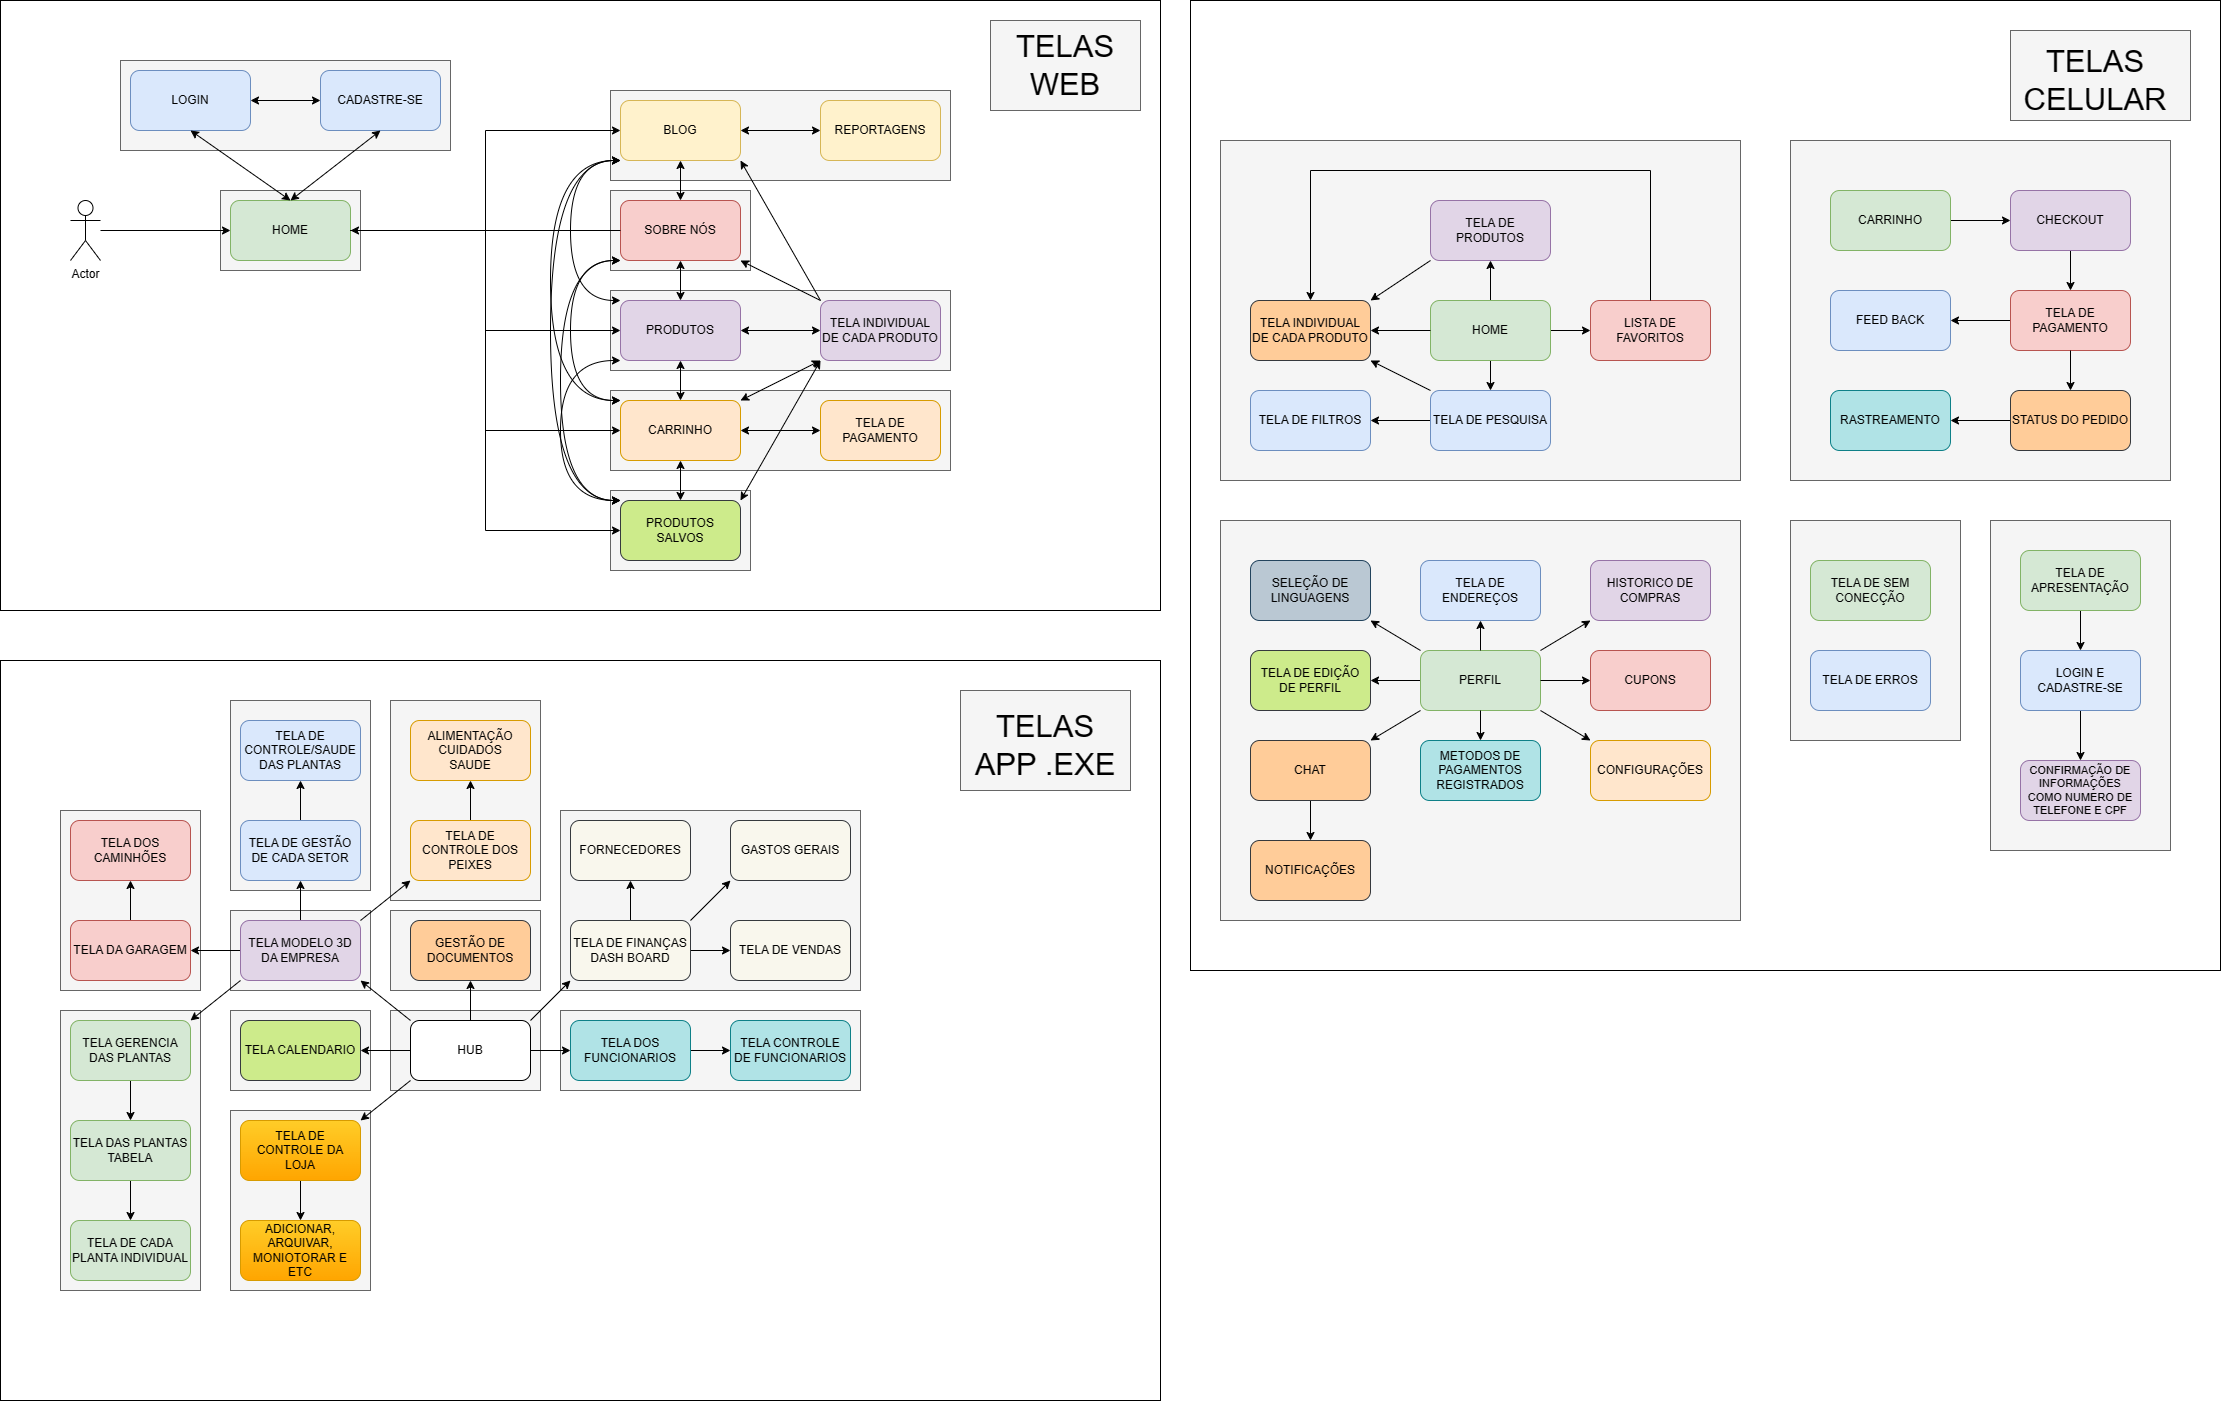 TELAS
WEB
LOGIN
CADASTRE-SE
BLOG
REPORTAGENS
HOME
SOBRE NÓS
Actor
PRODUTOS
TELA INDIVIDUAL
DE CADA PRODUTO
CARRINHO
TELA DE
PAGAMENTO
PRODUTOS
SALVOS
TELAS
CELULAR
TELA DE
PRODUTOS
TELA INDIVIDUAL
DE CADA PRODUTO
HOME
LISTA DE
FAVORITOS
TELA DE FILTROS
TELA DE PESQUISA
CARRINHO
CHECKOUT
FEED BACK
TELA DE
PAGAMENTO
RASTREAMENTO
STATUS DO PEDIDO
SELEÇÃO DE
LINGUAGENS
TELA DE
ENDEREÇOS
HISTORICO DE
COMPRAS
TELA DE EDIÇÃO
DE PERFIL
PERFIL
CUPONS
CHAT
METODOS DE
PAGAMENTOS
REGISTRADOS
CONFIGURAÇÕES
NOTIFICAÇÕES
TELA DE SEM
CONECÇÃO
TELA DE ERROS
TELA DE
APRESENTAÇÃO
LOGIN E
CADASTRE-SE
CONFIRMAÇÃO DE
INFORMAÇÕES
COMO NUMERO DE
TELEFONE E CPF
TELAS
APP .EXE
TELA DE
CONTROLE/SAUDE
DAS PLANTAS
ALIMENTAÇÃO
CUIDADOS
SAUDE
TELA DOS
CAMINHÕES
TELA DE GESTÃO
DE CADA SETOR
TELA DE
CONTROLE DOS
PEIXES
FORNECEDORES
GASTOS GERAIS
TELA DA GARAGEM
TELA MODELO 3D
DA EMPRESA
GESTÃO DE
DOCUMENTOS
TELA DE FINANÇAS
DASH BOARD
TELA DE VENDAS
TELA GERENCIA
DAS PLANTAS
TELA CALENDARIO
HUB
TELA DOS
FUNCIONARIOS
TELA CONTROLE
DE FUNCIONARIOS
TELA DAS PLANTAS
TABELA
TELA DE
CONTROLE DA
LOJA
TELA DE CADA
PLANTA INDIVIDUAL
ADICIONAR,
ARQUIVAR,
MONIOTORAR E
ETC